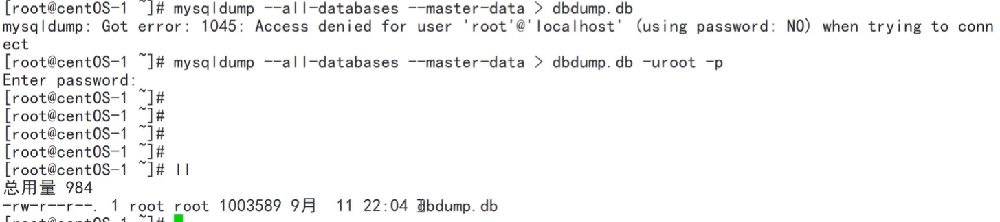 [root@centOS-1 ~]# mysqldump --all-databases --master-data > dbdump.db
mysqldump: Got error: 1045: Access denied for user 'root'@'localhost' (using password: NO) when trying to conn
ect
[root@centOS-1 ~]# mysqldump --all-databases --master-data > dbdump.db -uroot -p
Enter password:
[root@centOS-1 ~]#
[root@centOS-1 ~]#
[root@centOS-1 ~]#
[root@centOS-1 ~]#
[root@centOS-1 ~]# ll
总用量 984
-rw-r--r--. 1 root root 1003589 9月  11 22:04 dbdump.db
[root@centOS-1 ~]#